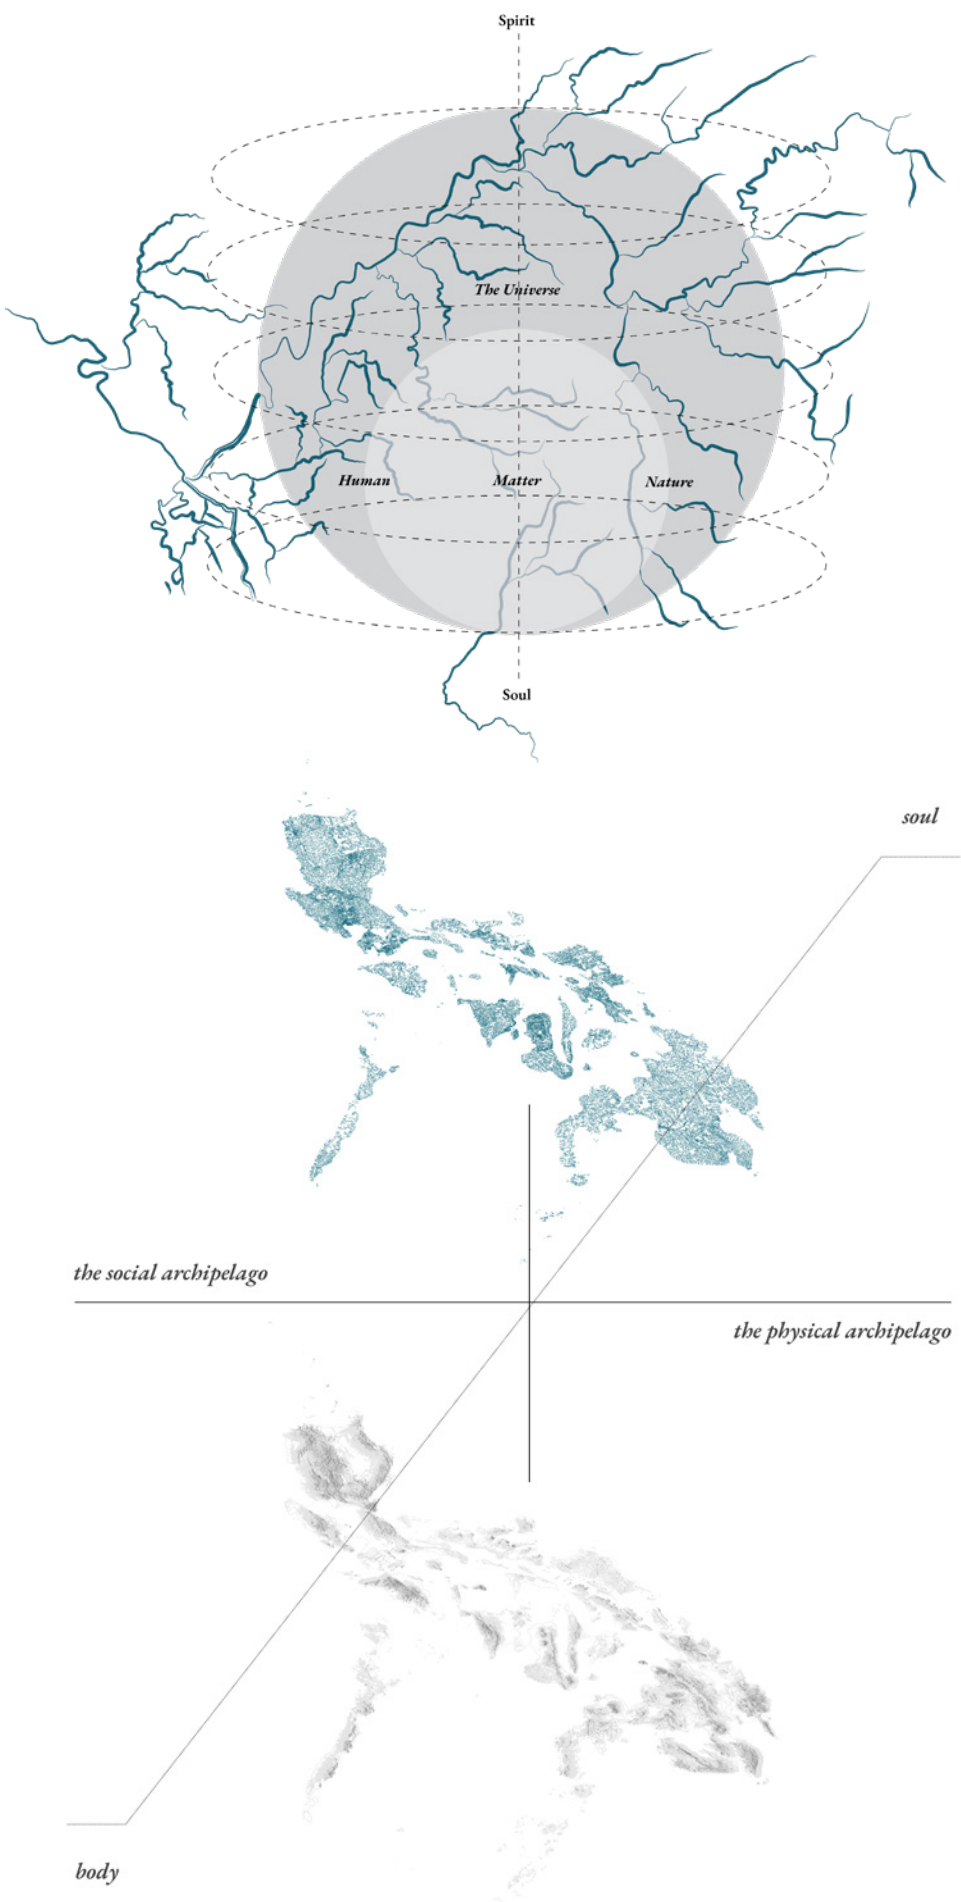 Spirit
The Universe
Human
Matter
Nature
Soul
soul
the social archipelago
the physical archipelago
body